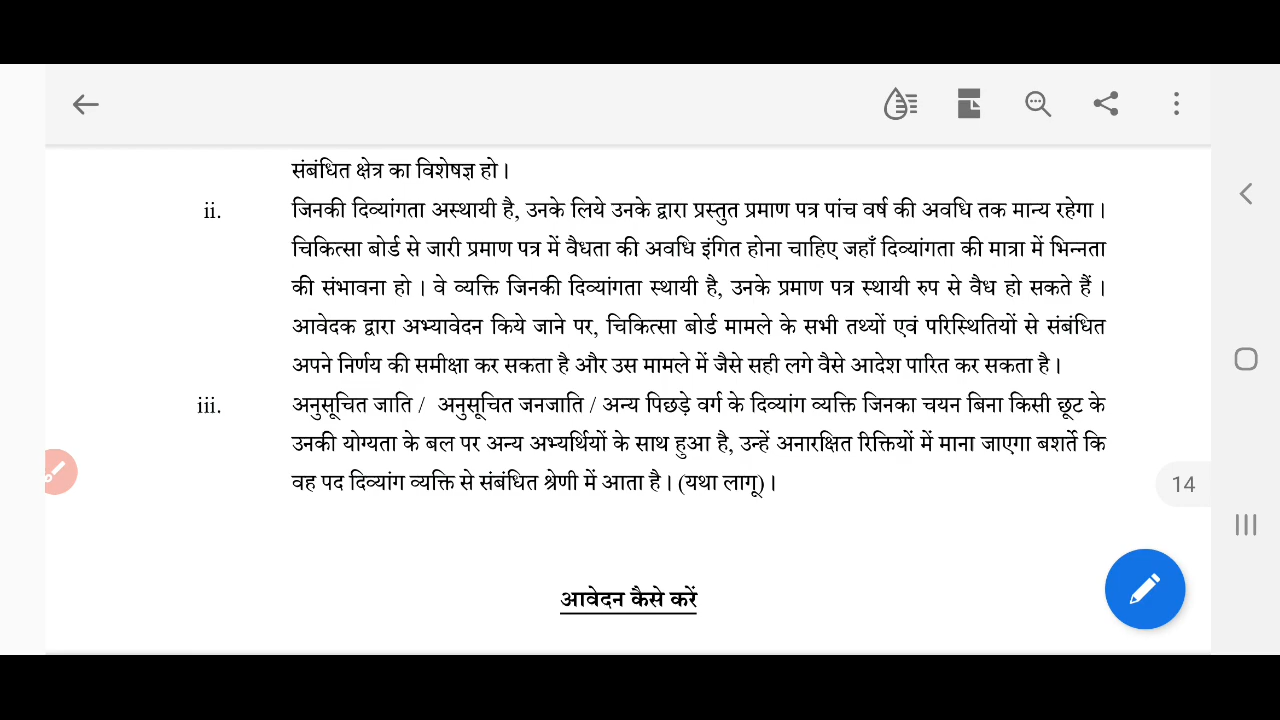 संबंधित क्षेत्र का विशेषज्ञ हो।
ii. जिनकी दिव्यांगता अस्थायी है, उनके लिये उनके द्वारा प्रस्तुत प्रमाण पत्र पांच वर्ष की अवधि तक मान्य रहेगा।
चिकित्सा बोर्ड से जारी प्रमाण पत्र में वैधता की अवधि इंगित होना चाहिए जहाँ दिव्यांगता की मात्रा में भिन्नता
की संभावना हो। वे व्यक्ति जिनकी दिव्यांगता स्थायी है, उनके प्रमाण पत्र स्थायी रुप से वैध हो सकते हैं।
आवेदक द्वारा अभ्यावेदन किये जाने पर, चिकित्सा बोर्ड मामले के सभी तथ्यों एवं परिस्थितियों से संबंधित
अपने निर्णय की समीक्षा कर सकता है और उस मामले में जैसे सही लगे वैसे आदेश पारित कर सकता है।
iii. अनुसूचित जाति / अनुसूचित जनजाति / अन्य पिछड़े वर्ग के दिव्यांग व्यक्ति जिनका चयन बिना किसी छूट के
उनकी योग्यता के बल पर अन्य अभ्यर्थियों के साथ हुआ है, उन्हें अनारक्षित रिक्तियों में माना जाएगा बशर्ते कि
वह पद दिव्यांग व्यक्ति से संबंधित श्रेणी में आता है। (यथा लागू)।
14
आवेदन कैसे करें